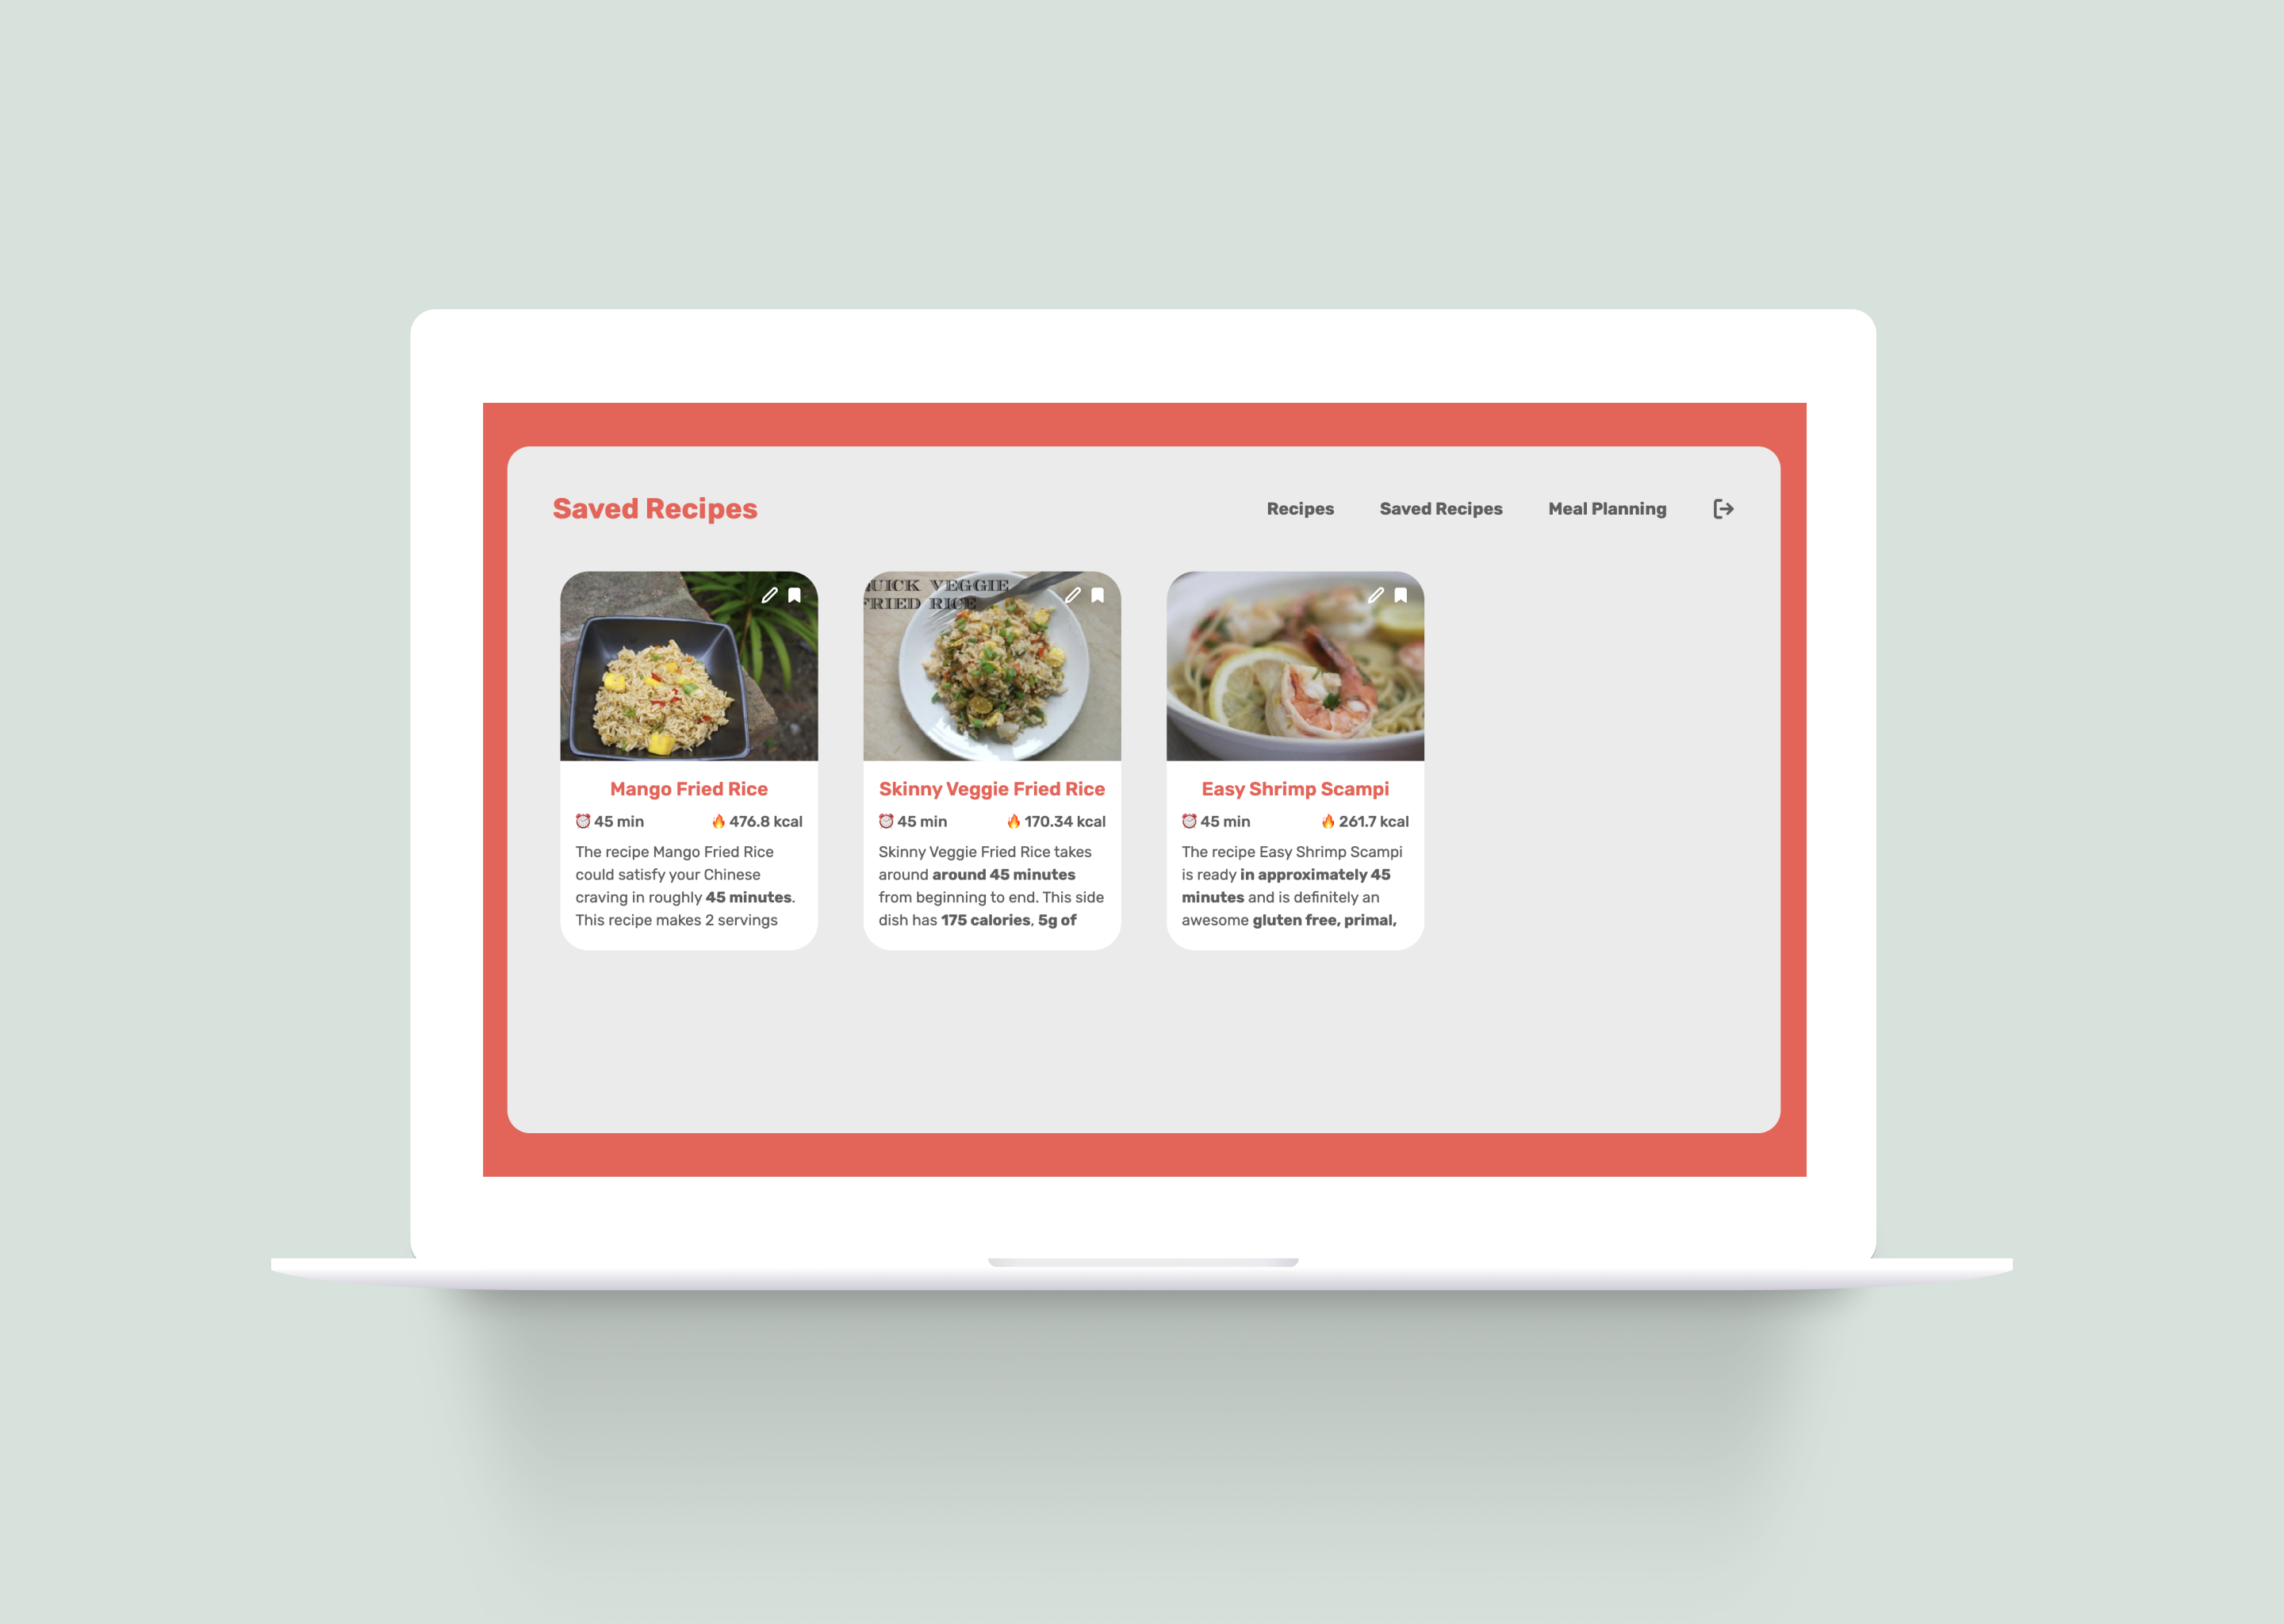 Saved Recipes
Recipes
Saved Recipes
Meal Planning
UICK VEGGIE
FRIED RICE
Mango Fried Rice
⏰ 45 min
🔥 476.8 kcal
The recipe Mango Fried Rice
could satisfy your Chinese
craving in roughly 45 minutes.
This recipe makes 2 servings
Skinny Veggie Fried Rice
⏰ 45 min
🔥 170.34 kcal
Skinny Veggie Fried Rice takes
around around 45 minutes
from beginning to end. This side
dish has 175 calories, 5g of
Easy Shrimp Scampi
⏰ 45 min
🔥 261.7 kcal
The recipe Easy Shrimp Scampi
is ready in approximately 45
minutes and is definitely an
awesome gluten free, primal,